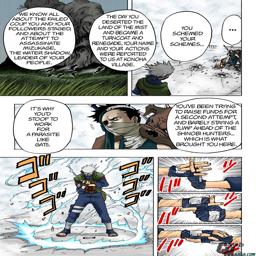 ...
YOU
SCHEMED
YOUR
SCHEMES...
THE DAY YOU
DESERTED THE
LAND OF THE MIST
AND BECAME A
TURNCOAT AND
RENEGADE, YOUR NAME
AND YOUR ACTIONS
WERE REPORTED
TO US AT KONOHA
VILLAGE.
WE KNOW ALL
ABOUT THE FAILED
COUP YOU AND
YOUR FOLLOWERS
STAGED AND
ABOUT THE
ATTEMPT TO
ASSASSINATE
MIZUKAGE,
THE WATER SHADOW
LEADER OF YOUR
PEOPLE.
YOU'VE BEEN TRYING
TO RAISE FUNDS FOR
A SECOND ATTEMPT,
AND BARELY STAYING A
JUMP AHEAD OF THE
SHINOBI HUNTERS...
WHICH IS WHAT
BROUGHT YOU HERE.
IT'S WHY
YOU'D
STOOP TO
WORK
FOR
A PARASITE
LIKE
GATÔ.